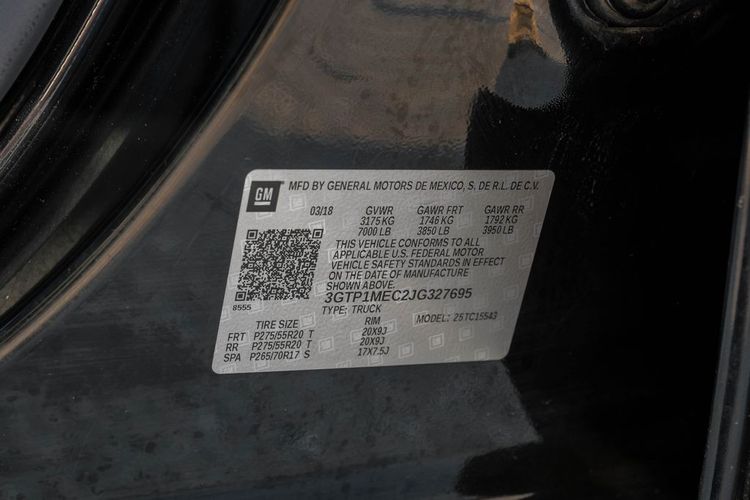 GM MFD BY GENERAL MOTORS DE MEXICO, S. DE R.L. DE C.V.
03/18 GVWR GAWR FRT GAWR RR
3175 KG 1746 KG 1792 KG
7000 LB 3850 LB 3950 LB
THIS VEHICLE CONFORMS TO ALL
APPLICABLE U.S. FEDERAL MOTOR
VEHICLE SAFETY STANDARDS IN EFFECT
ON THE DATE OF MANUFACTURE
SHOWN ABOVE.
8555
3GTP1MEC2JG327695
TYPE: TRUCK
TIRE SIZE RIM MODEL: 25TC15543
FRT P275/55R20 T 20X9J
RR P275/55R20 T 20X9J
SPA P265/70R17 S 17X7.5J